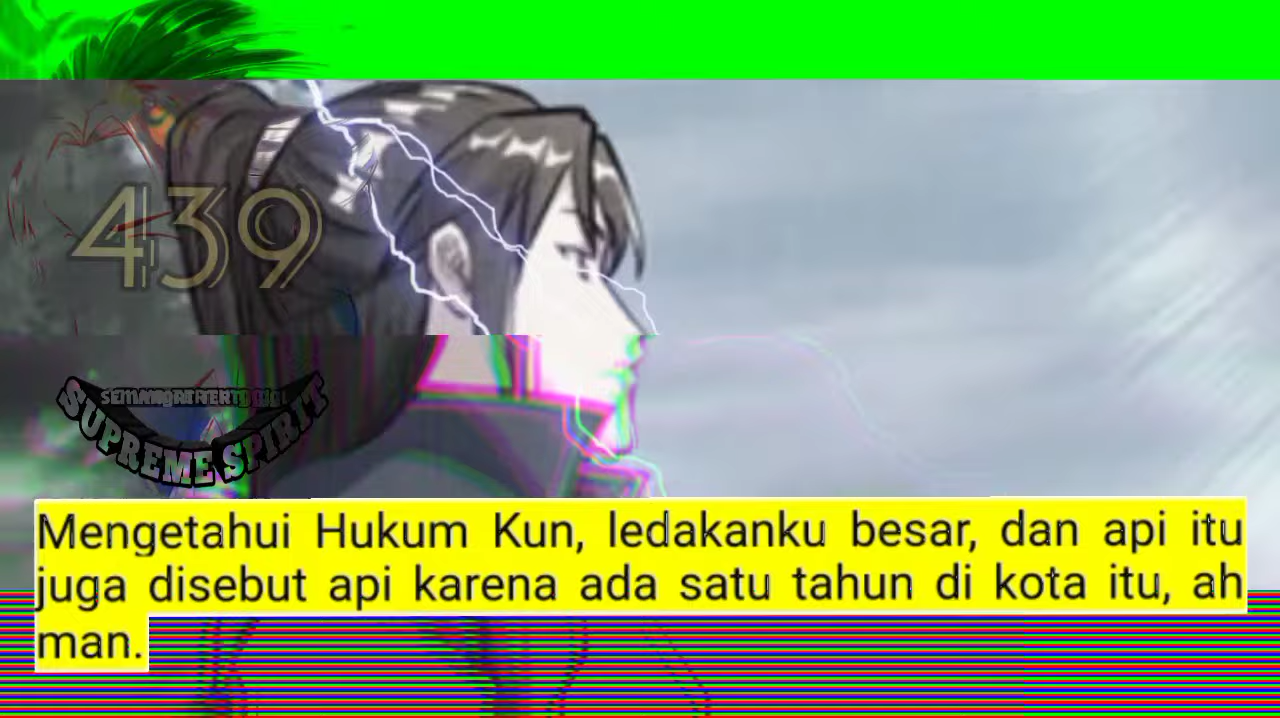 439
SUPREME SPIRIT
Mengetahui Hukum Kun, ledakanku besar, dan api itu
juga disebut api karena ada satu tahun di kota itu, ah
man.